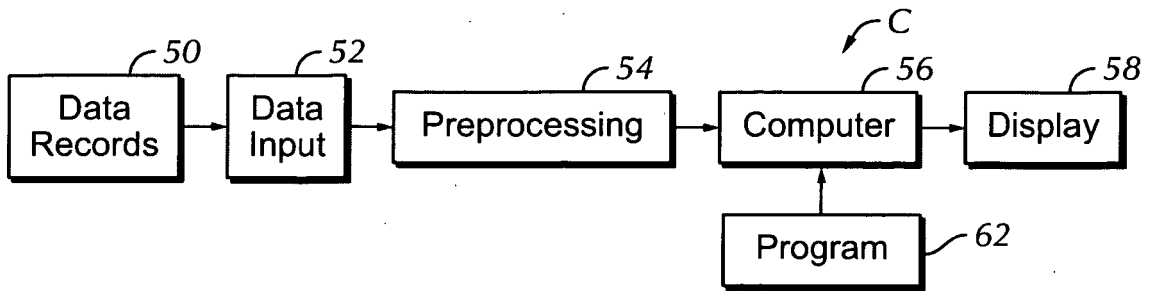 C
50
52
54
56
58
Data
Records
Data
Input
Preprocessing
Computer
Display
Program
62